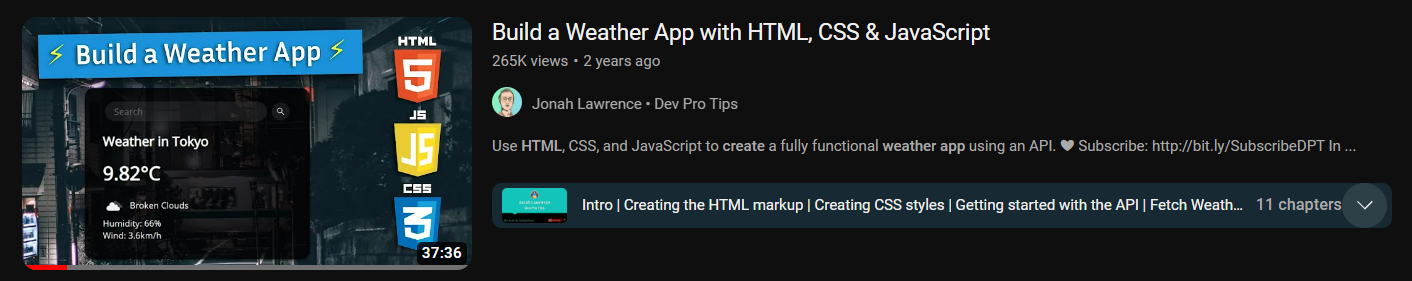 ⚡ Build a Weather App ⚡
HTML
5
JS
JS
CSS
3
Search
Weather in Tokyo
9.82°C
Broken Clouds
Humidity: 66%
Wind: 3.6km/h
37:36
Build a Weather App with HTML, CSS & JavaScript
265K views • 2 years ago
Jonah Lawrence • Dev Pro Tips
Use HTML, CSS, and JavaScript to create a fully functional weather app using an API. ❤ Subscribe: http://bit.ly/SubscribeDPT In ...
Jonah Lawrence
Intro | Creating the HTML markup | Creating CSS styles | Getting started with the API | Fetch Weath... 11 chapters